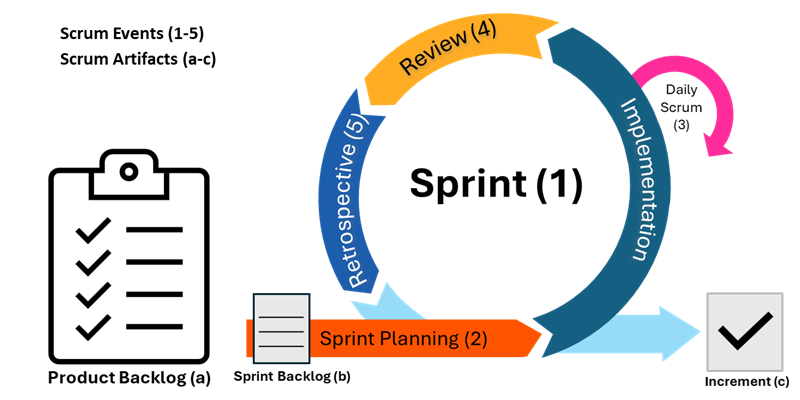 Scrum Events (1-5)
Scrum Artifacts (a-c)
Review (4)
Daily
Scrum
(3)
Implementation
Sprint (1)
Retrospective (5)
Sprint Planning (2)
Product Backlog (a)
Sprint Backlog (b)
Increment (c)